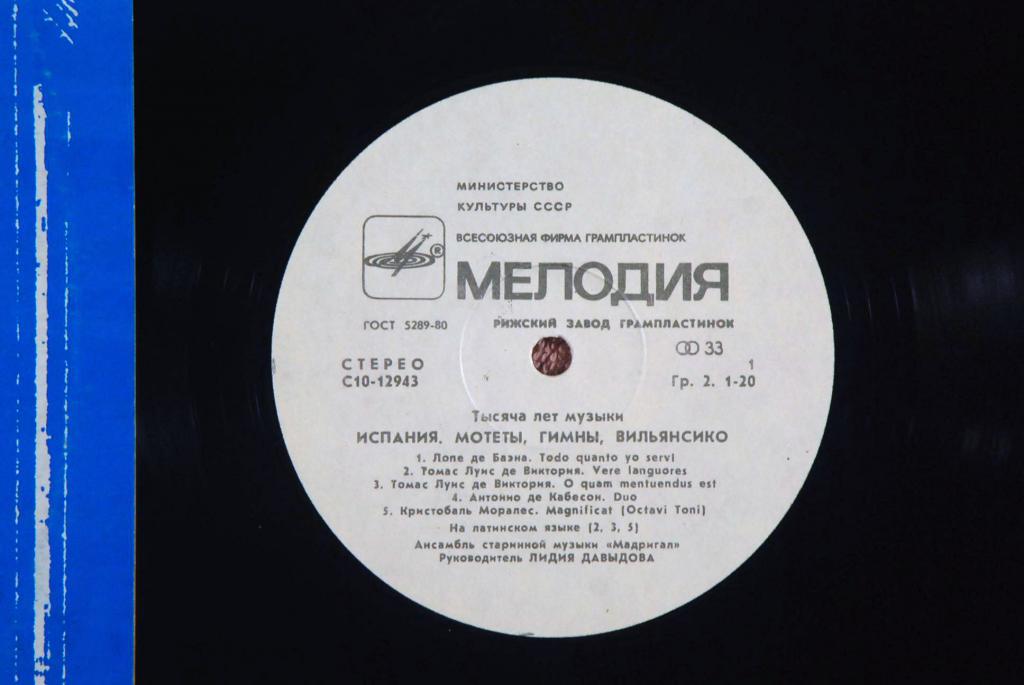 МИНИСТЕРСТВО
КУЛЬТУРЫ СССР
ВСЕСОЮЗНАЯ ФИРМА ГРАМПЛАСТИНОК
®
МЕЛОДИЯ
ГОСТ 5289-80
РИЖСКИЙ ЗАВОД ГРАМПЛАСТИНОК
СТЕРЕО
33
С10-12943
1
Гр. 2. 1-20
Тысяча лет музыки
ИСПАНИЯ. МОТЕТЫ, ГИМНЫ, ВИЛЬЯНСИКО
1. Лопе де Баэна. Todo quanto yo servi
2. Томас Луис де Виктория. Vere languores
3. Томас Луис де Виктория. O quam mentuendus est
4. Антонио де Кабесон. Duo
5. Кристобаль Моралес. Magnificat (Octavi Toni)
На латинском языке (2, 3, 5)
Ансамбль старинной музыки «Мадригал»
Руководитель ЛИДИЯ ДАВЫДОВА